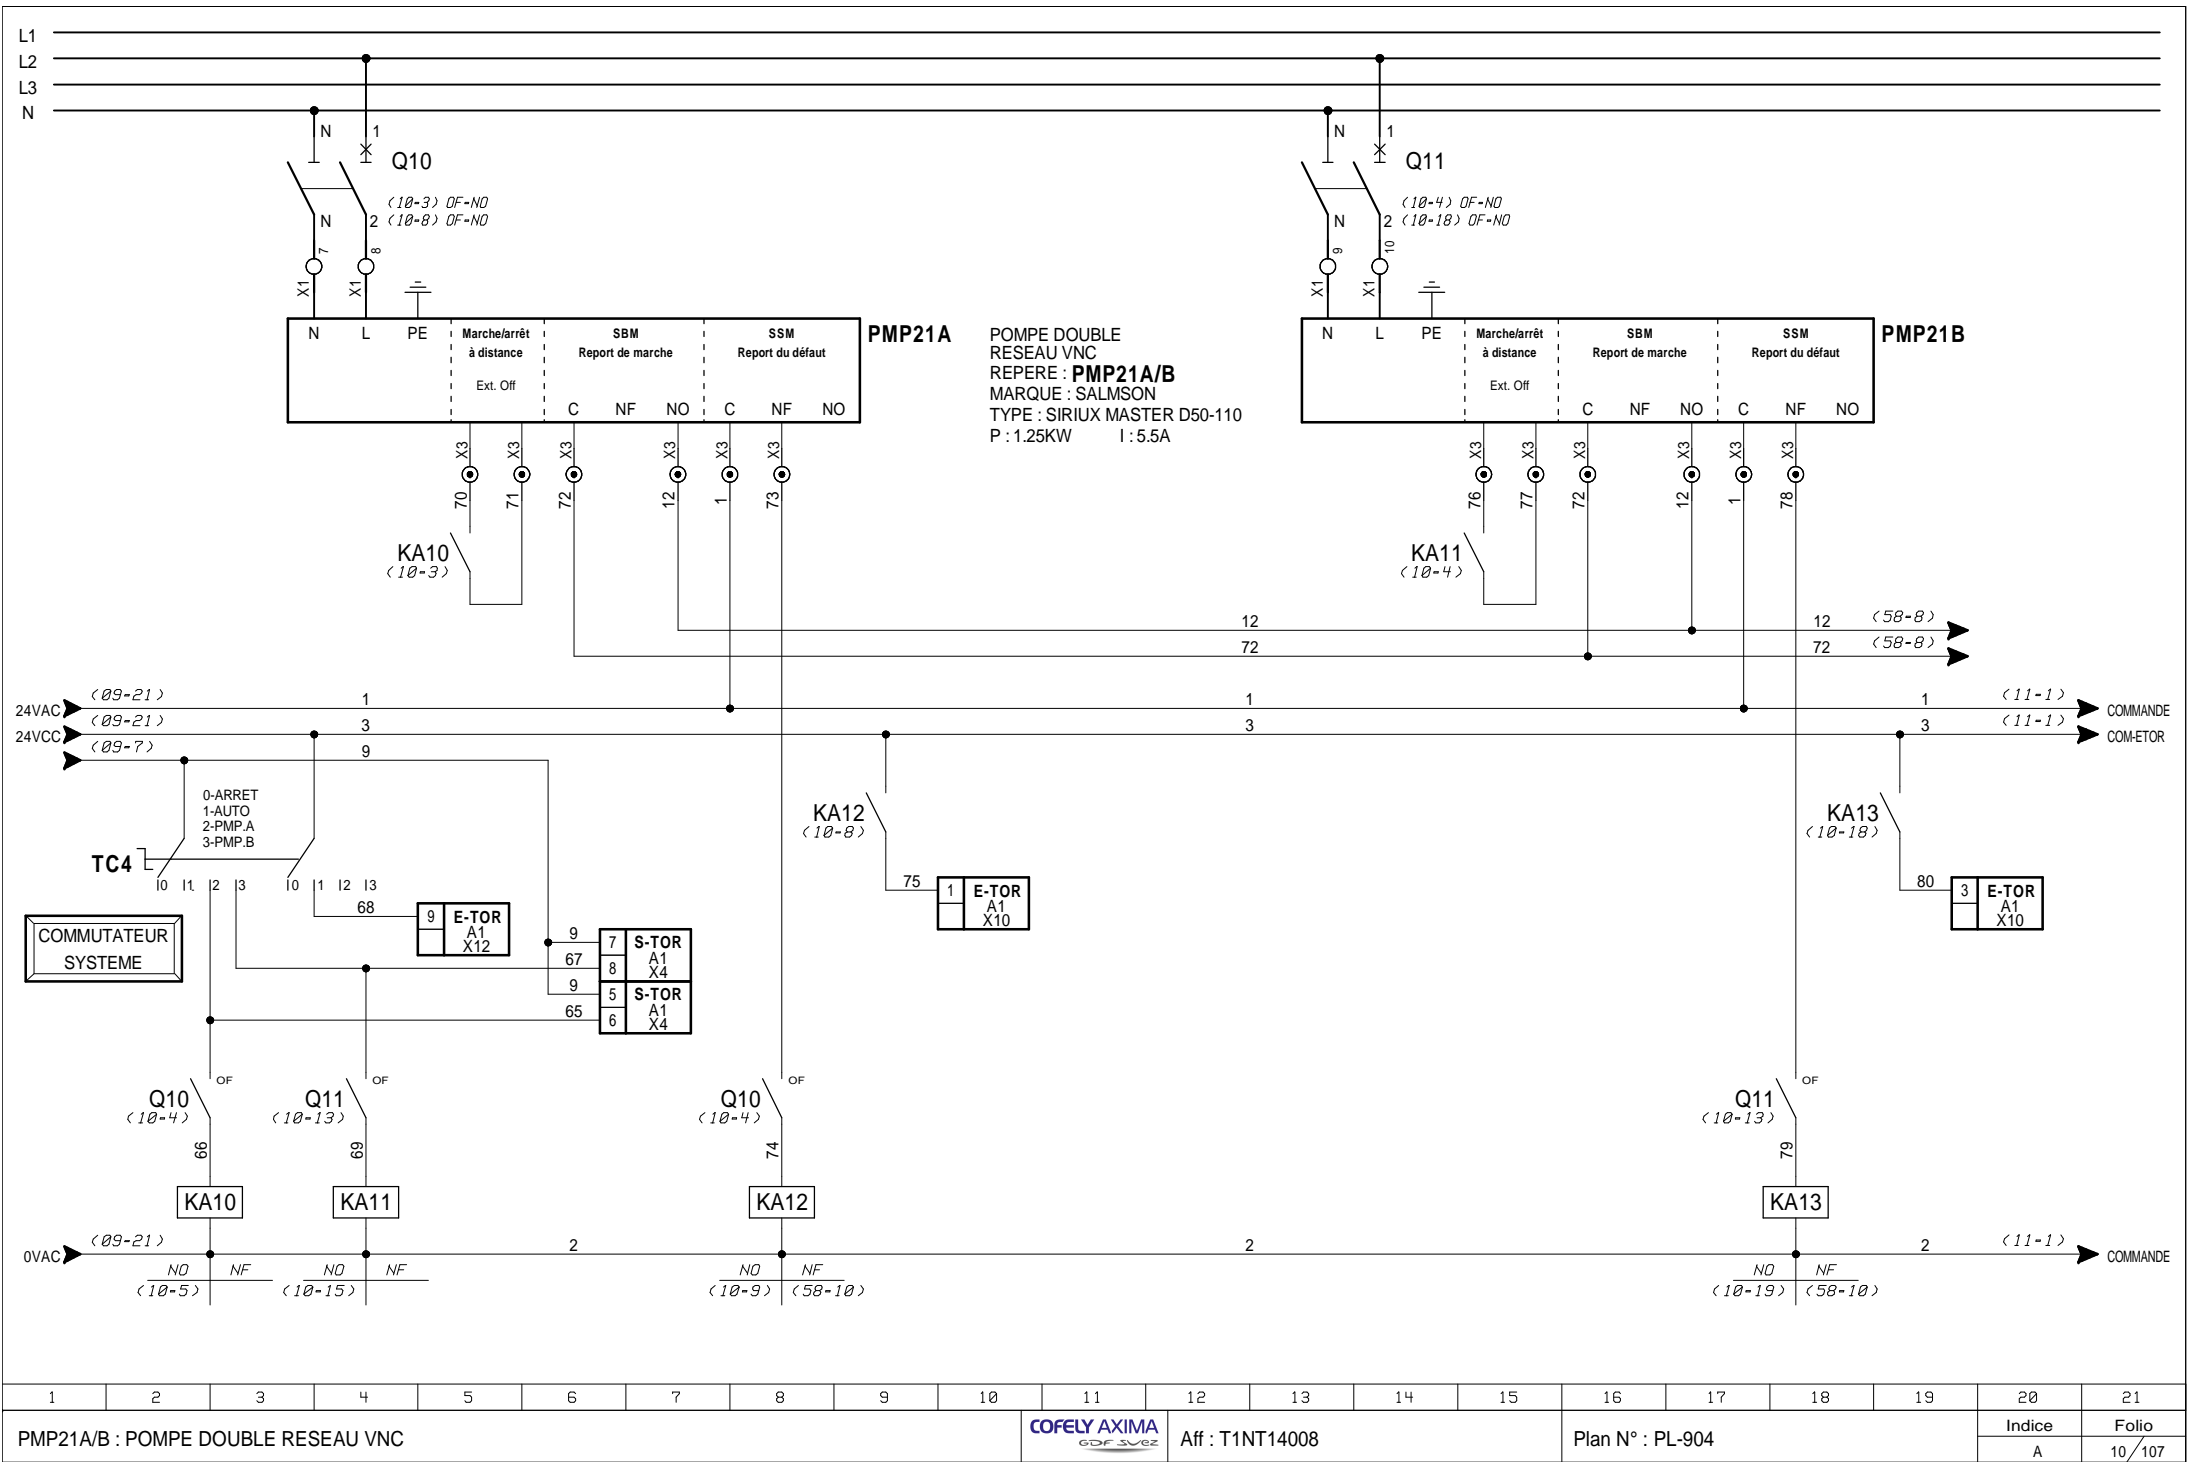 L1
L2
L3
N
N 1
Q10
(10-3) OF-NO
N 2 (10-8) OF-NO
7 8
X1 X1
N 1
Q11
(10-4) OF-NO
N 2 (10-18) OF-NO
9 10
X1 X1
N L PE
Marche/arrêt
à distance
Ext. Off
SBM
Report de marche
C NF NO
SSM
Report du défaut
C NF NO
PMP21A
POMPE DOUBLE
RESEAU VNC
REPERE : PMP21A/B
MARQUE : SALMSON
TYPE : SIRIUX MASTER D50-110
P : 1.25KW I : 5.5A
N L PE
Marche/arrêt
à distance
Ext. Off
SBM
Report de marche
C NF NO
SSM
Report du défaut
C NF NO
PMP21B
X3 X3 X3 X3 X3 X3
70 71 72 12 1 73
X3 X3 X3 X3 X3 X3
76 77 72 12 1 78
KA10
(10-3)
KA11
(10-4)
12 12 (58-8)
72 72 (58-8)
24VAC (09-21) 1 1 1 (11-1) COMMANDE
24VCC (09-21) 3 3 3 (11-1) COM-ETOR
(09-7) 9
0-ARRET
1-AUTO
2-PMP.A
3-PMP.B
TC4
I0 I1 I2 I3 I0 I1 I2 I3
KA12
(10-8)
KA13
(10-18)
75 1 E-TOR
A1
X10
80 3 E-TOR
A1
X10
68 9 E-TOR
A1
X12
COMMUTATEUR
SYSTEME
9 7 S-TOR
67 8 A1
X4
9 5 S-TOR
65 6 A1
X4
OF OF OF OF
Q10
(10-4)
Q11
(10-13)
Q10
(10-4)
Q11
(10-13)
66 69 74 79
KA10 KA11 KA12 KA13
0VAC (09-21) 2 2 2 (11-1) COMMANDE
NO NF NO NF NO NF NO NF
(10-5) (10-15) (10-9) (58-10) (10-19) (58-10)
1 2 3 4 5 6 7 8 9 10 11 12 13 14 15 16 17 18 19 20 21
PMP21A/B : POMPE DOUBLE RESEAU VNC
COFELY AXIMA
GDF SUEZ
Aff : T1NT14008
Plan N° : PL-904
Indice
A
Folio
10/107